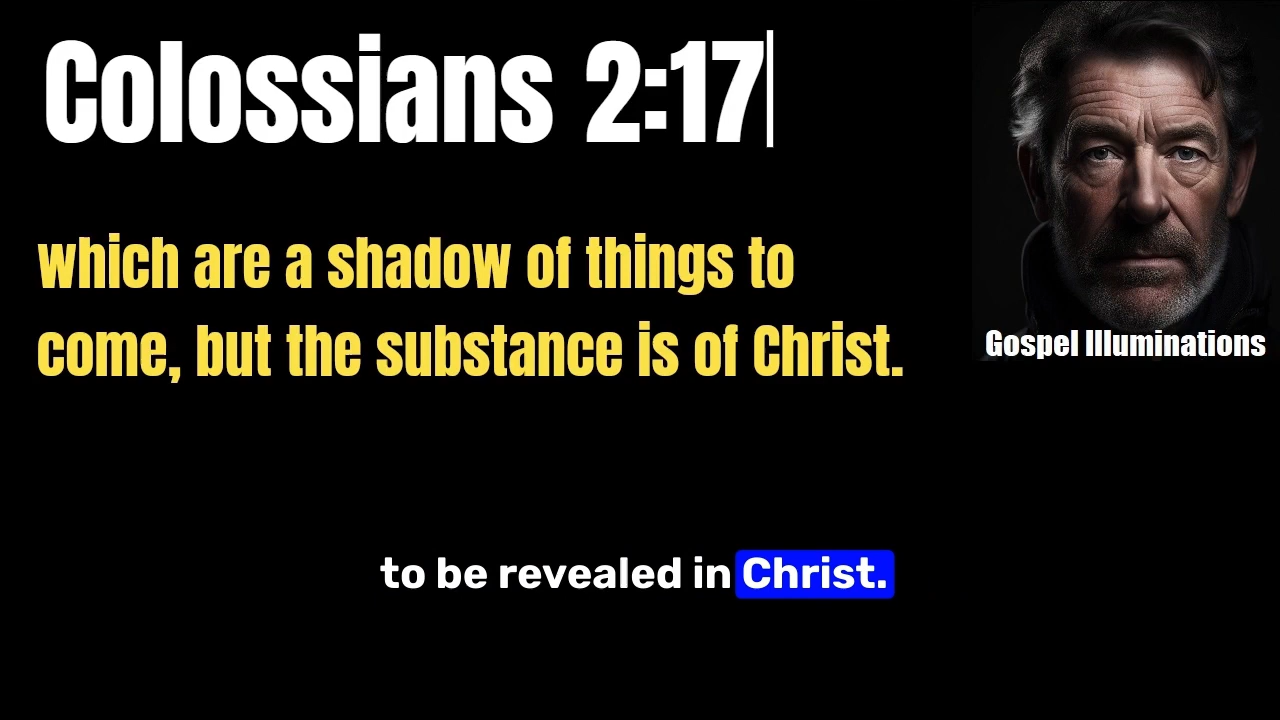 Colossians 2:17
which are a shadow of things to
come, but the substance is of Christ.
Gospel Illuminations
to be revealed in Christ.